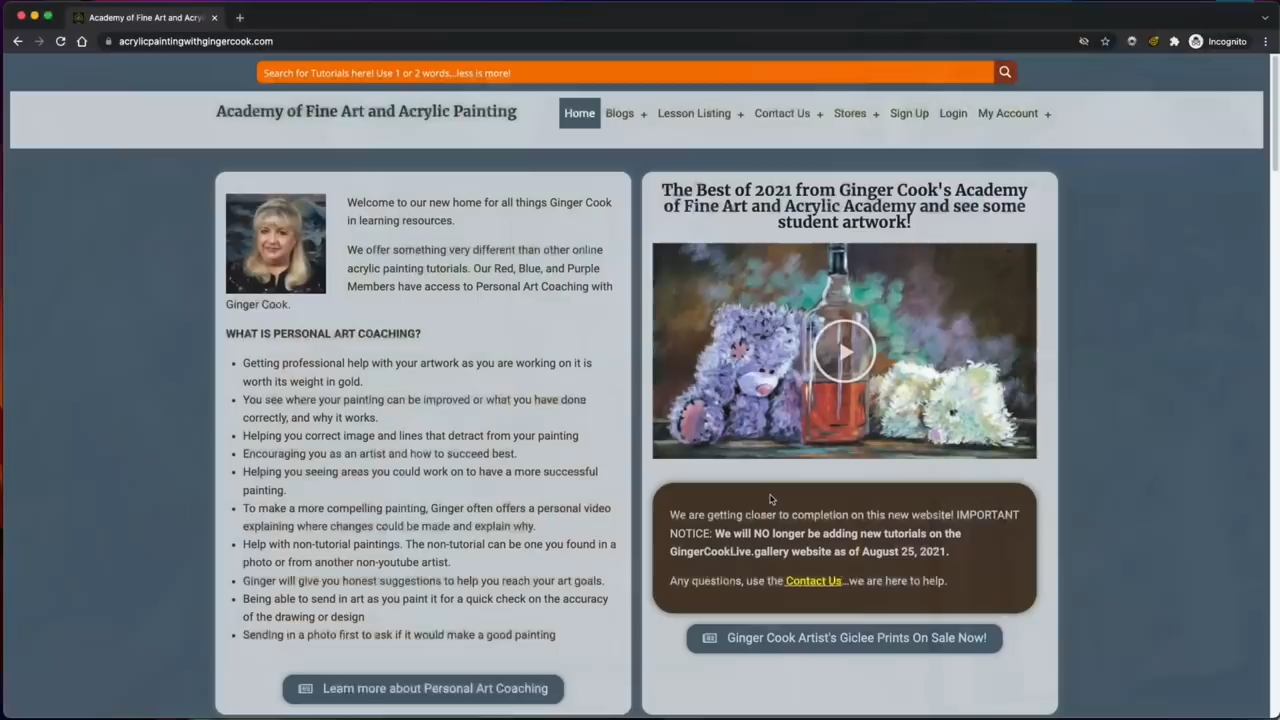 Academy of Fine Art and Acry
acrylicpaintingwithgingercook.com
Incognito
Search for Tutorials here! Use 1 or 2 words...less is more!
Academy of Fine Art and Acrylic Painting
Home Blogs + Lesson Listing + Contact Us + Stores + Sign Up Login My Account +
Welcome to our new home for all things Ginger Cook
in learning resources.
We offer something very different than other online
acrylic painting tutorials. Our Red, Blue, and Purple
Members have access to Personal Art Coaching with
Ginger Cook.
WHAT IS PERSONAL ART COACHING?
• Getting professional help with your artwork as you are working on it is
worth its weight in gold.
• You see where your painting can be improved or what you have done
correctly, and why it works.
• Helping you correct image and lines that detract from your painting
• Encouraging you as an artist and how to succeed best.
• Helping you seeing areas you could work on to have a more successful
painting.
• To make a more compelling painting, Ginger often offers a personal video
explaining where changes could be made and explain why.
• Help with non-tutorial paintings. The non-tutorial can be one you found in a
photo or from another non-youtube artist.
• Ginger will give you honest suggestions to help you reach your art goals.
• Being able to send in art as you paint it for a quick check on the accuracy
of the drawing or design
• Sending in a photo first to ask if it would make a good painting
Learn more about Personal Art Coaching
The Best of 2021 from Ginger Cook's Academy
of Fine Art and Acrylic Academy and see some
student artwork!
We are getting closer to completion on this new website! IMPORTANT
NOTICE: We will NO longer be adding new tutorials on the
GingerCookLive.gallery website as of August 25, 2021.
Any questions, use the Contact Us...we are here to help.
Ginger Cook Artist's Giclee Prints On Sale Now!